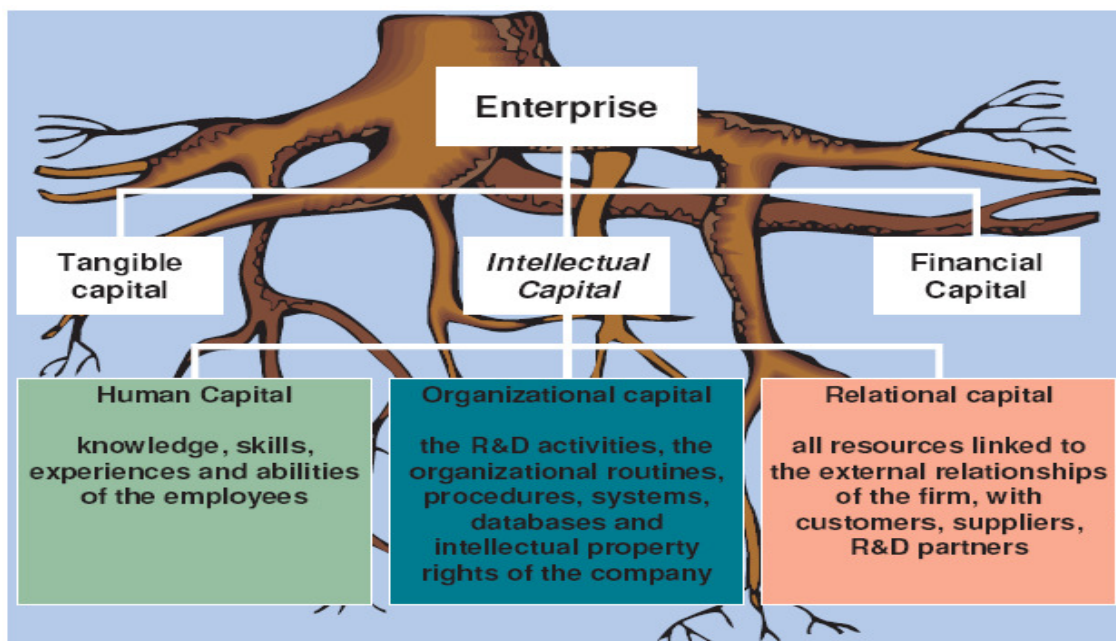 Enterprise
Tangible
capital
Intellectual
Capital
Financial
Capital
Human Capital
knowledge, skills,
experiences and abilities
of the employees
Organizational capital
the R&D activities, the
organizational routines,
procedures, systems,
databases and
intellectual property
rights of the company
Relational capital
all resources linked to
the external relationships
of the firm, with
customers, suppliers,
R&D partners